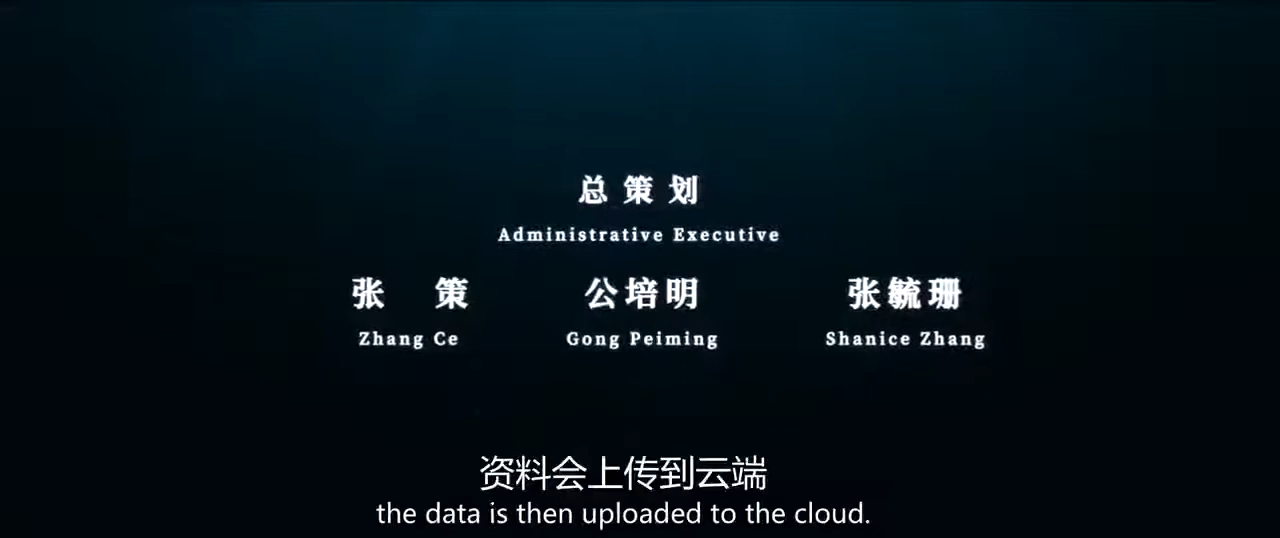 总策划
Administrative Executive
张 策 公培明 张毓珊
Zhang Ce Gong Peiming Shanice Zhang
资料会上传到云端
the data is then uploaded to the cloud.